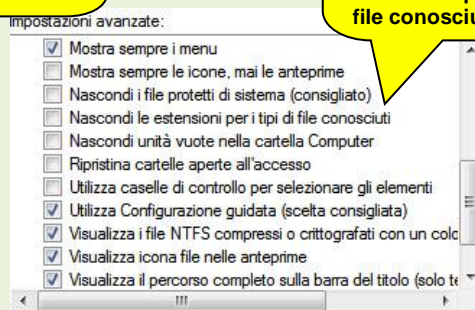 file conosciu
Impostazioni avanzate:
Mostra sempre i menu
Mostra sempre le icone, mai le anteprime
Nascondi i file protetti di sistema (consigliato)
Nascondi le estensioni per i tipi di file conosciuti
Nascondi unità vuote nella cartella Computer
Ripristina cartelle aperte all'accesso
Utilizza caselle di controllo per selezionare gli elementi
Utilizza Configurazione guidata (scelta consigliata)
Visualizza i file NTFS compressi o crittografati con un colo
Visualizza icona file nelle anteprime
Visualizza il percorso completo sulla barra del titolo (solo te